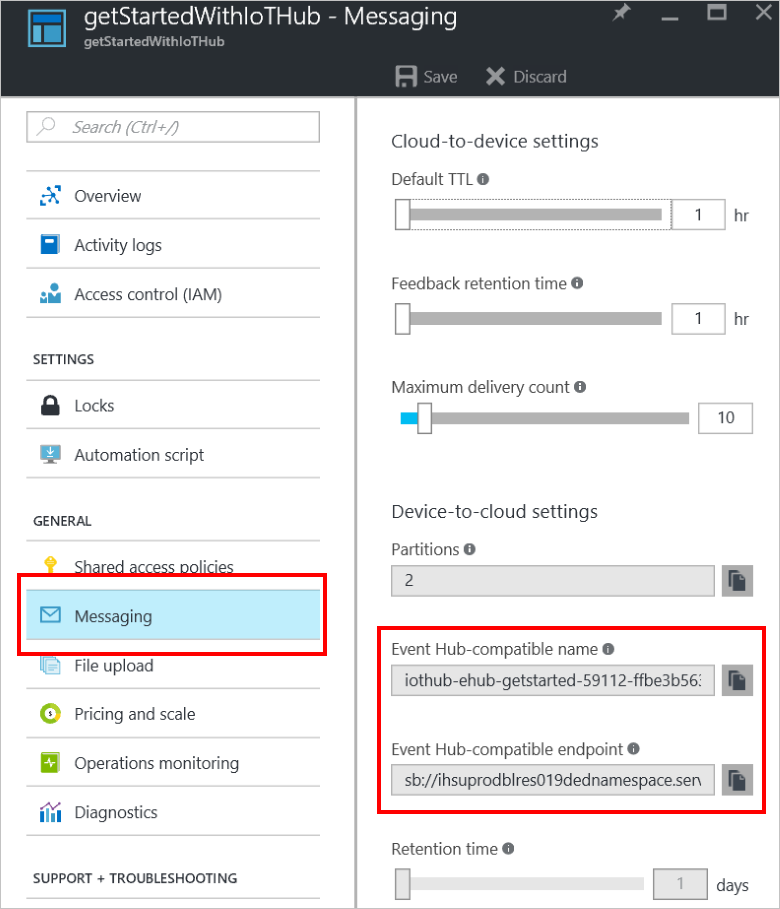 getStartedWithIoTHub - Messaging
getStartedWithIoTHub
Save
Discard
Search (Ctrl+/)
Overview
Activity logs
Access control (IAM)
SETTINGS
Locks
Automation script
GENERAL
Shared access policies
Messaging
File upload
Pricing and scale
Operations monitoring
Diagnostics
SUPPORT + TROUBLESHOOTING
Cloud-to-device settings
Default TTL
1 hr
Feedback retention time
1 hr
Maximum delivery count
10
Device-to-cloud settings
Partitions
2
Event Hub-compatible name
iothub-ehub-getstarted-59112-ffbe3b563
Event Hub-compatible endpoint
sb://ihsuprodblres019dednamespace.serv
Retention time
1 days